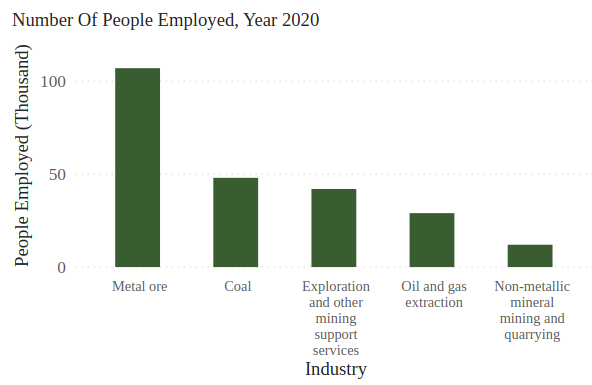 Number Of People Employed, Year 2020
People Employed (Thousand)
100
50
0
Metal ore
Coal
Exploration
and other
mining
support
services
Oil and gas
extraction
Non-metallic
mineral
mining and
quarrying
Industry